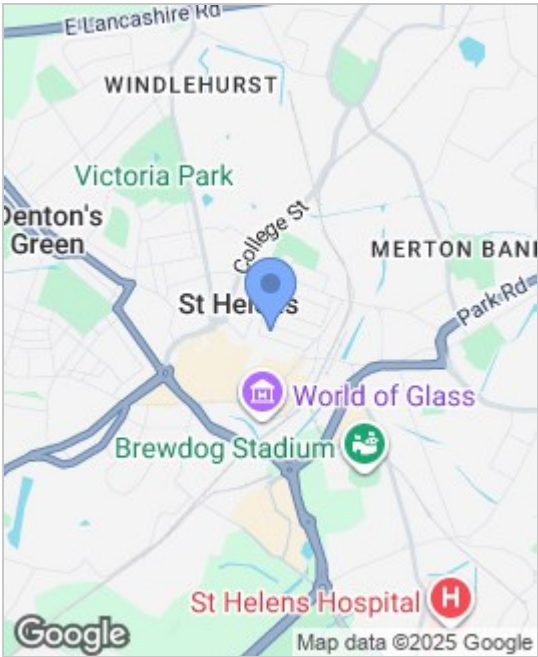 E Lancashire Rd
WINDLEHURST
Victoria Park
Denton's
Green
College St
MERTON BANK
St Helens
Park Rd
World of Glass
Brewdog Stadium
St Helens Hospital
H
Google
Map data ©2025 Google